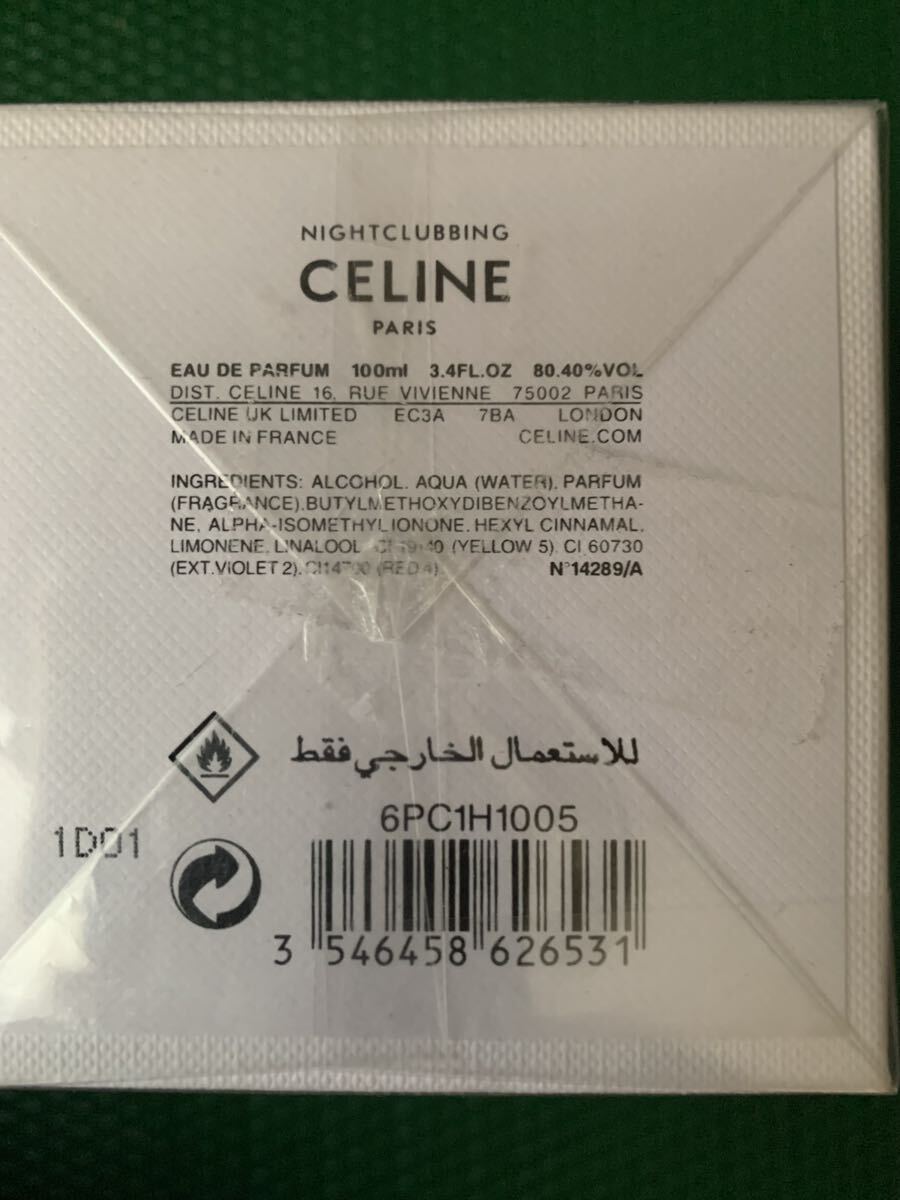 NIGHTCLUBBING
CELINE
PARIS
EAU DE PARFUM 100ml 3.4FL.OZ 80.40%VOL
DIST. CELINE 16, RUE VIVIENNE 75002 PARIS
CELINE UK LIMITED EC3A 7BA LONDON
MADE IN FRANCE CELINE.COM
INGREDIENTS: ALCOHOL, AQUA (WATER), PARFUM
(FRAGRANCE), BUTYLMETHOXYDIBENZOYLMETHA-
NE, ALPHA-ISOMETHYL IONONE, HEXYL CINNAMAL,
LIMONENE, LINALOOL CI (YELLOW 5), CI 60730
(EXT.VIOLET 2), (RED 4). N°14289/A
للاستعمال الخارجي فقط
6PC1H1005
1D01
3 546458 626531